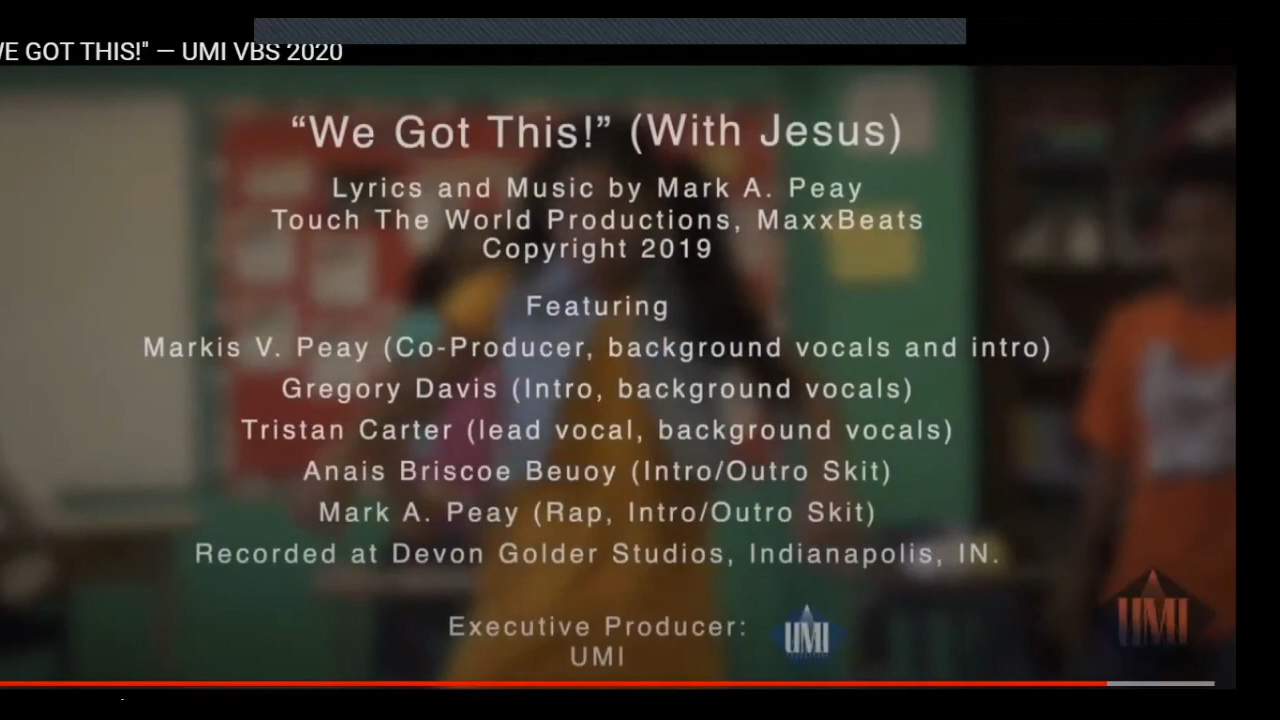 WE GOT THIS!" — UMI VBS 2020
“We Got This!” (With Jesus)
Lyrics and Music by Mark A. Peay
Touch The World Productions, MaxxBeats
Copyright 2019
Featuring
Markis V. Peay (Co-Producer, background vocals and intro)
Gregory Davis (Intro, background vocals)
Tristan Carter (lead vocal, background vocals)
Anais Briscoe Beuoy (Intro/Outro Skit)
Mark A. Peay (Rap, Intro/Outro Skit)
Recorded at Devon Golder Studios, Indianapolis, IN.
Executive Producer:
UMI
UMI
UMI